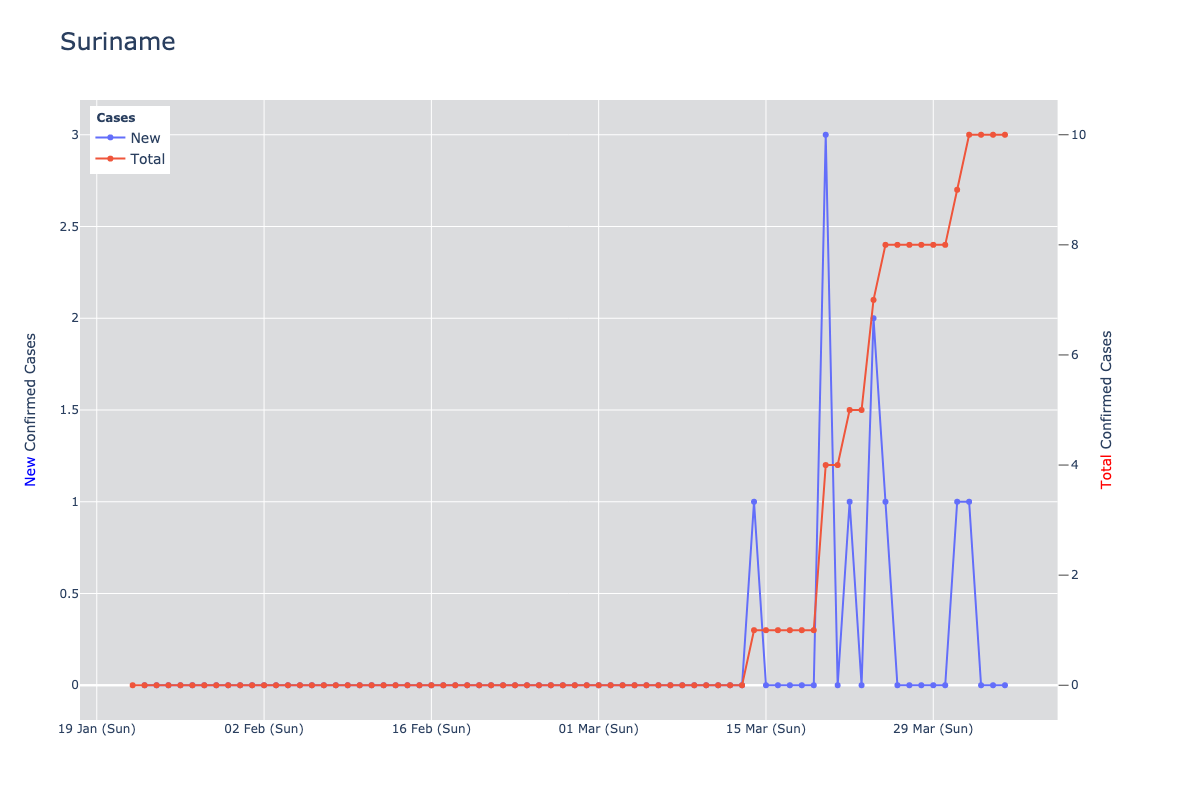 Suriname
Cases
New
Total
3
2.5
2
1.5
1
0.5
0
New Confirmed Cases
10
8
6
4
2
0
Total Confirmed Cases
19 Jan (Sun)
02 Feb (Sun)
16 Feb (Sun)
01 Mar (Sun)
15 Mar (Sun)
29 Mar (Sun)